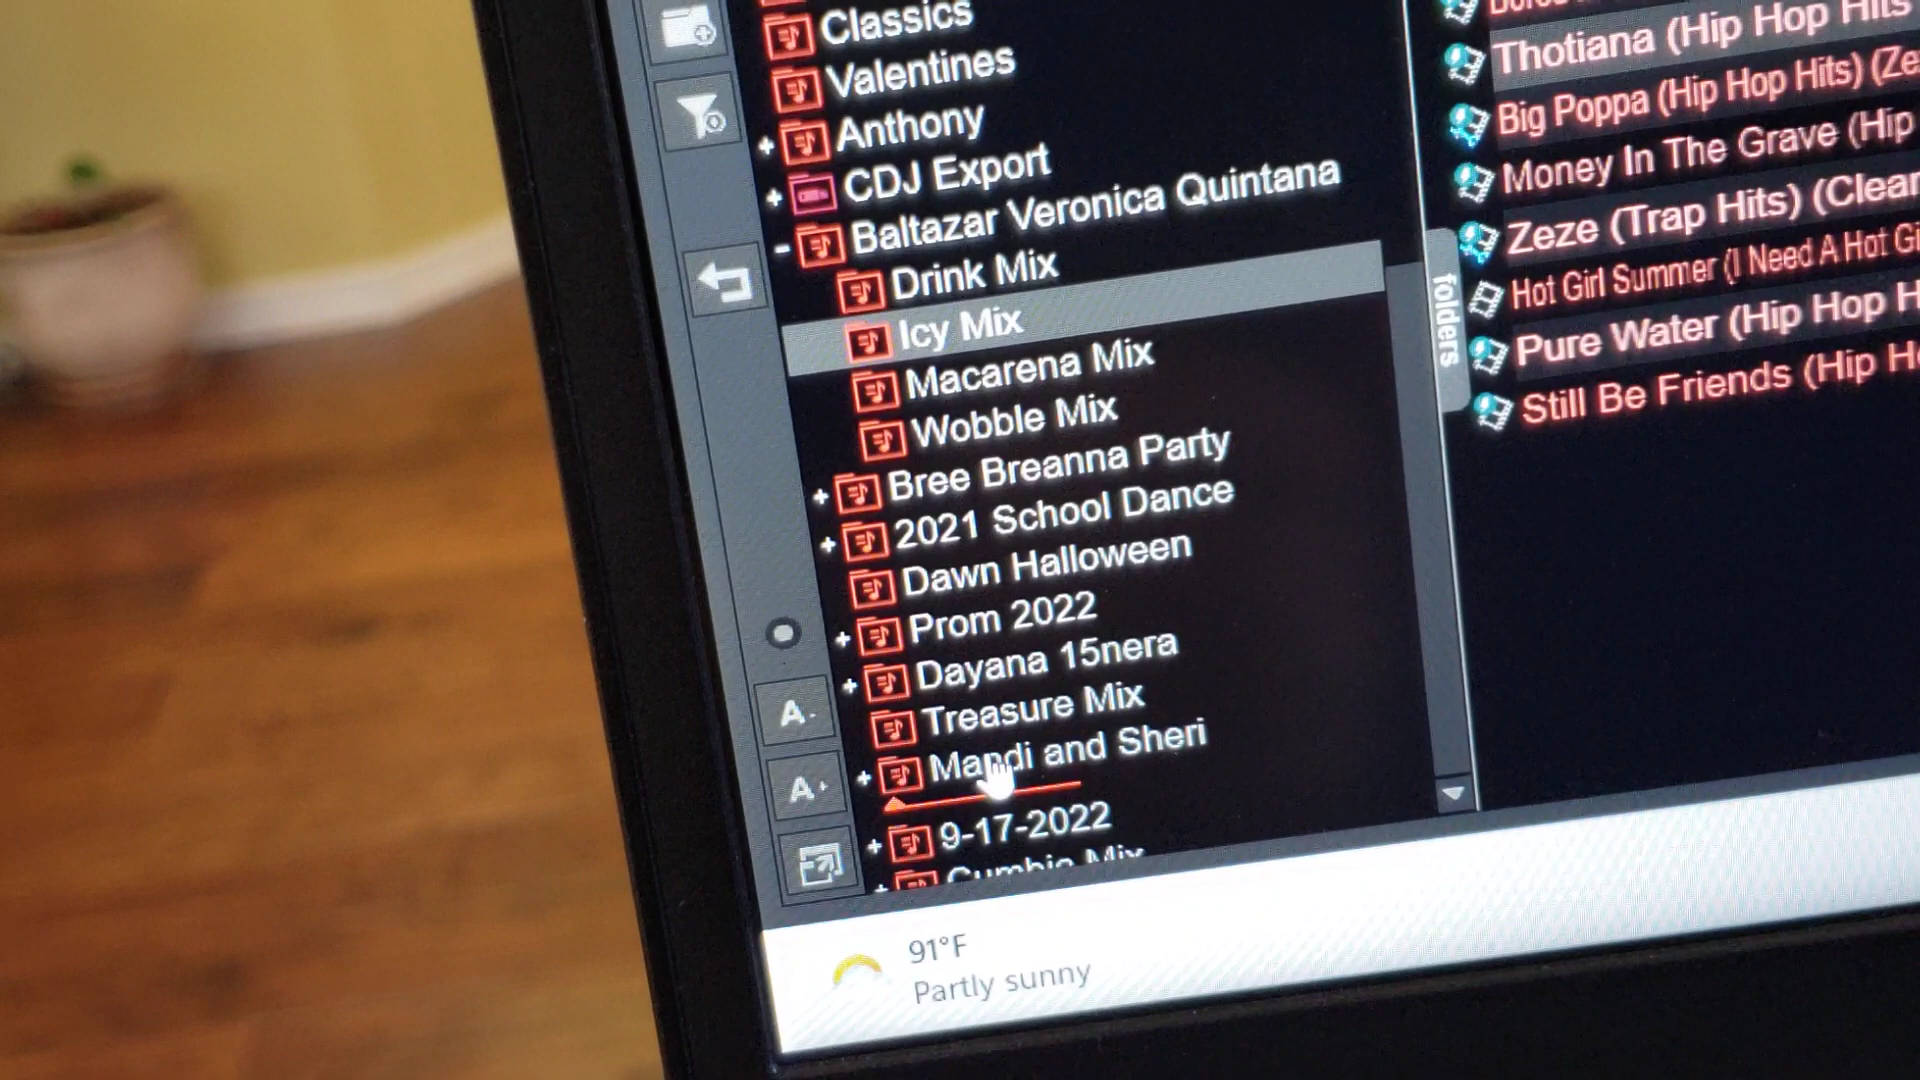 Classics
Valentines
Anthony
CDJ Export
Baltazar Veronica Quintana
Drink Mix
Icy Mix
Macarena Mix
Wobble Mix
Bree Breanna Party
2021 School Dance
Dawn Halloween
Prom 2022
Dayana 15nera
Treasure Mix
Mandi and Sheri
9-17-2022
Cumbia Mix
A-
A+
folders
Thotiana (Hip Hop Hits
Big Poppa (Hip Hop Hits) (Ze
Money In The Grave (Hip
Zeze (Trap Hits) (Clean
Hot Girl Summer (I Need A Hot Gi
Pure Water (Hip Hop H
Still Be Friends (Hip H
91°F
Partly sunny